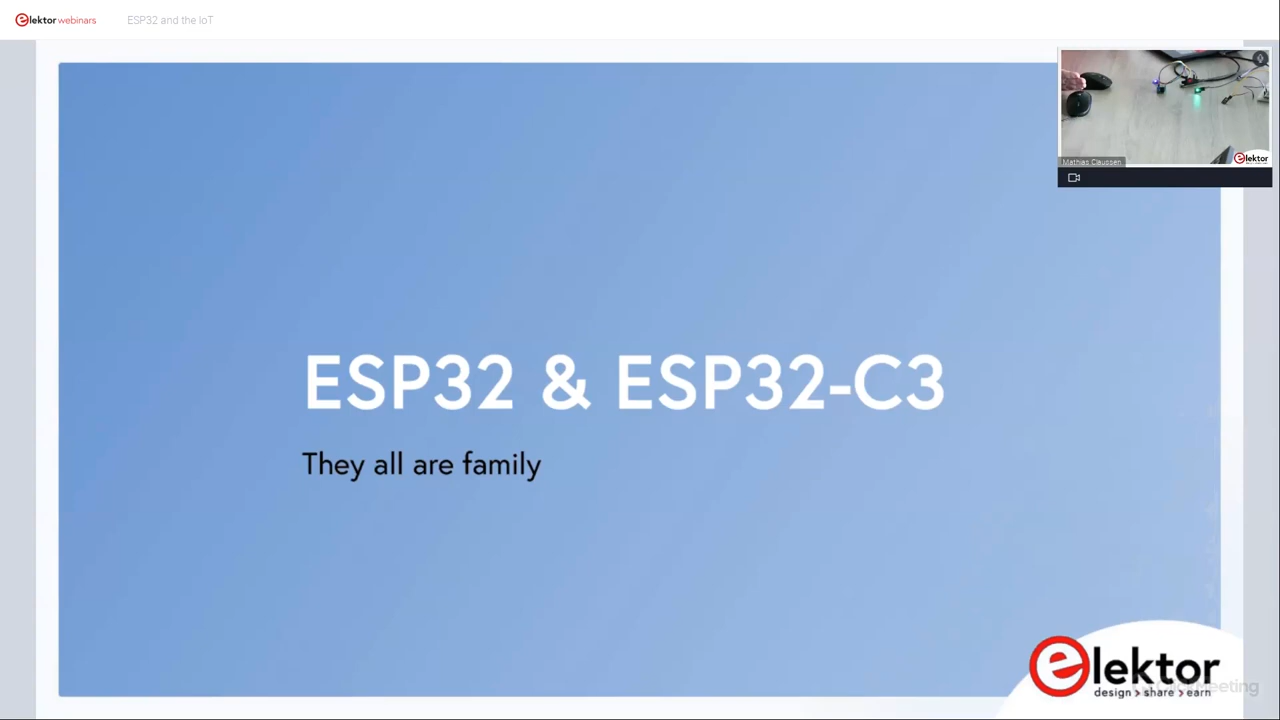 elektor webinars
ESP32 and the IoT
Mathias Claussen
elektor
ESP32 & ESP32-C3
They all are family
elektor
design > share > earn
ClickMeeting